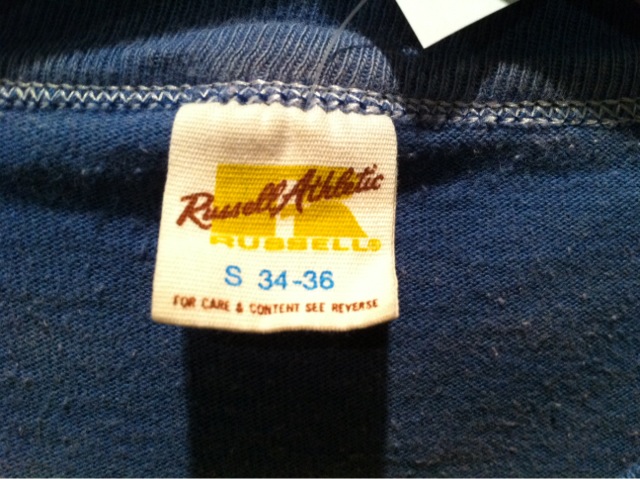 Russell Athletic
RUSSELL®
S 34-36
FOR CARE & CONTENT SEE REVERSE